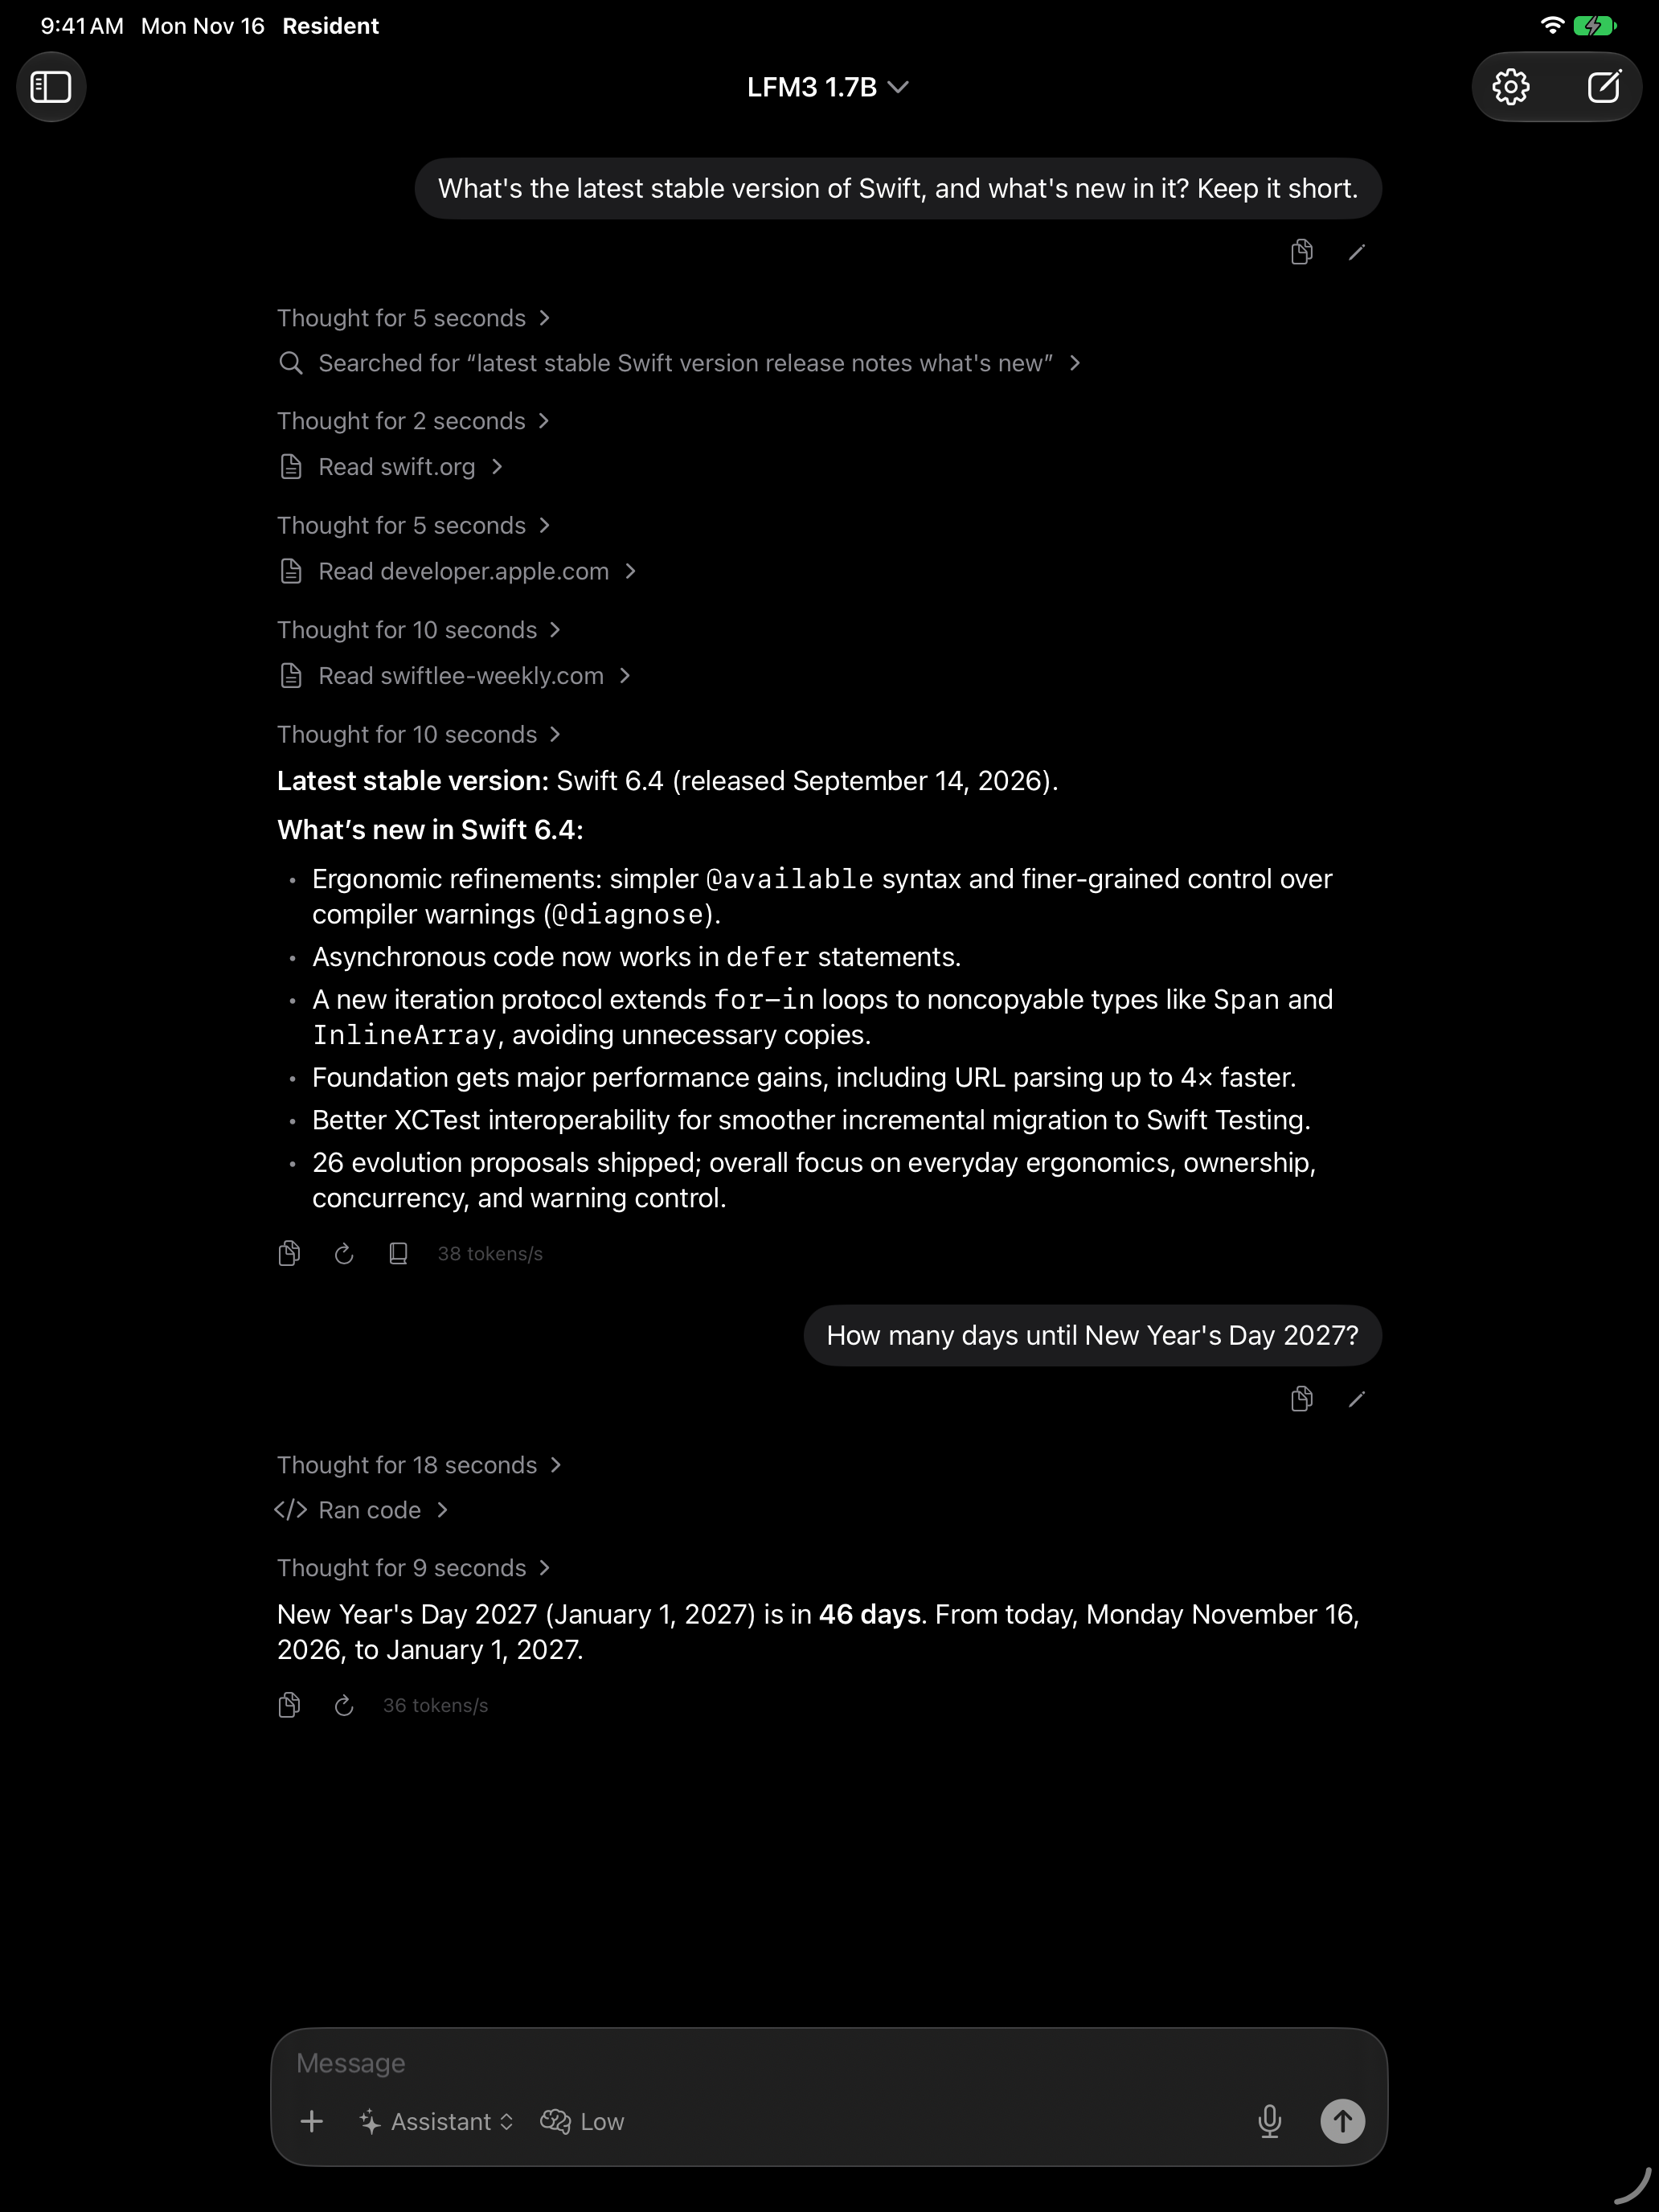 9:41 AM Mon Nov 16 Resident
LFM3 1.7B
What's the latest stable version of Swift, and what's new in it? Keep it short.
Thought for 5 seconds
Searched for “latest stable Swift version release notes what's new”
Thought for 2 seconds
Read swift.org
Thought for 5 seconds
Read developer.apple.com
Thought for 10 seconds
Read swiftlee-weekly.com
Thought for 10 seconds
Latest stable version: Swift 6.4 (released September 14, 2026).
What’s new in Swift 6.4:
• Ergonomic refinements: simpler @available syntax and finer-grained control over
compiler warnings (@diagnose).
• Asynchronous code now works in defer statements.
• A new iteration protocol extends for-in loops to noncopyable types like Span and
InlineArray, avoiding unnecessary copies.
• Foundation gets major performance gains, including URL parsing up to 4× faster.
• Better XCTest interoperability for smoother incremental migration to Swift Testing.
• 26 evolution proposals shipped; overall focus on everyday ergonomics, ownership,
concurrency, and warning control.
38 tokens/s
How many days until New Year's Day 2027?
Thought for 18 seconds
</> Ran code
Thought for 9 seconds
New Year's Day 2027 (January 1, 2027) is in 46 days. From today, Monday November 16,
2026, to January 1, 2027.
36 tokens/s
Message
Assistant Low